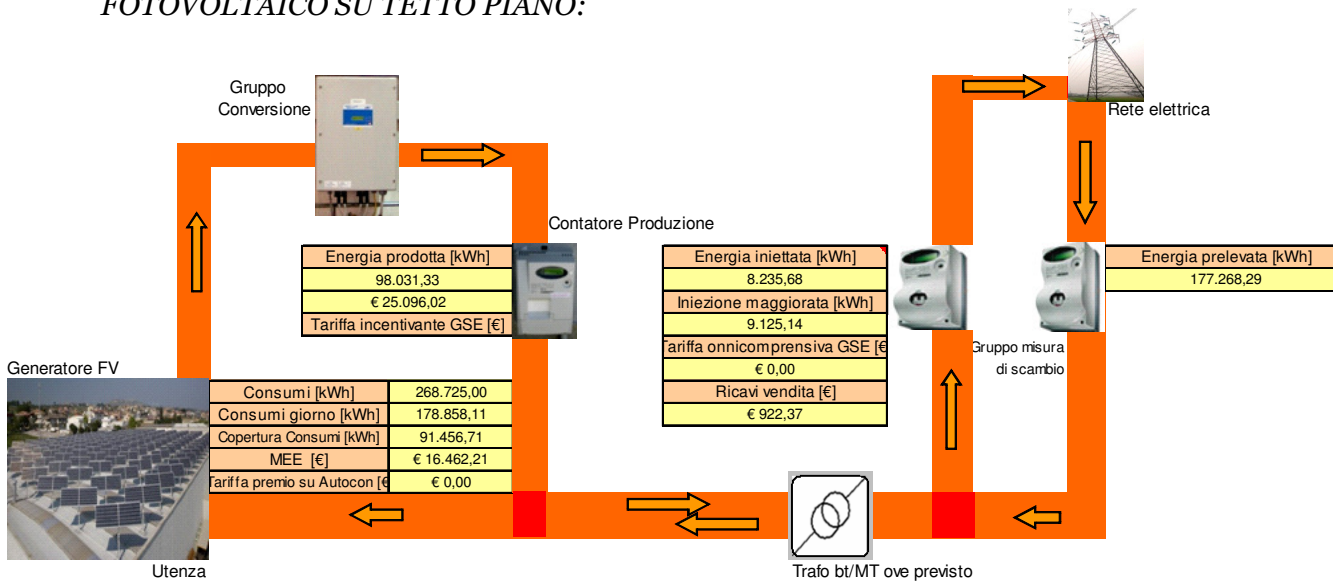 FOTOVOLTAICO SU TETTO PIANO:
Gruppo
Conversione
Rete elettrica
Contatore Produzione
Energia prodotta [kWh]
98.031,33
€ 25.096,02
Tariffa incentivante GSE [€]
Energia iniettata [kWh]
8.235,68
Iniezione maggiorata [kWh]
9.125,14
Tariffa onnicomprensiva GSE [€
€ 0,00
Ricavi vendita [€]
€ 922,37
Energia prelevata [kWh]
177.268,29
Gruppo misura
di scambio
Generatore FV
Consumi [kWh] 268.725,00
Consumi giorno [kWh] 178.858,11
Copertura Consumi [kWh] 91.456,71
MEE [€] € 16.462,21
Tariffa premio su Autocon [€ € 0,00
Utenza
Trafo bt/MT ove previsto